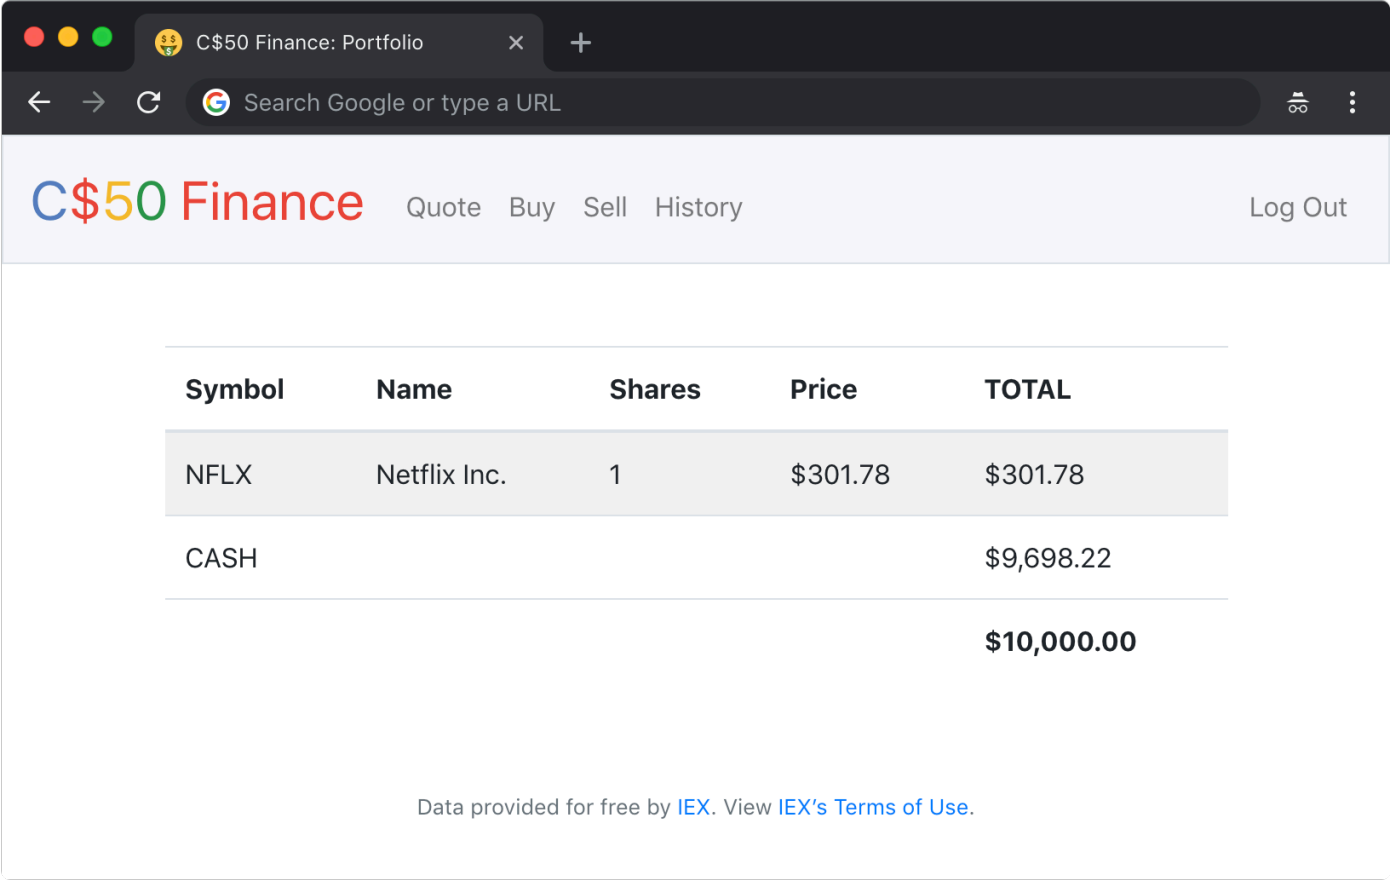 C$50 Finance: Portfolio
Search Google or type a URL
C$50 Finance Quote Buy Sell History Log Out
Symbol Name Shares Price TOTAL
NFLX Netflix Inc. 1 $301.78 $301.78
CASH $9,698.22
$10,000.00
Data provided for free by IEX. View IEX’s Terms of Use.